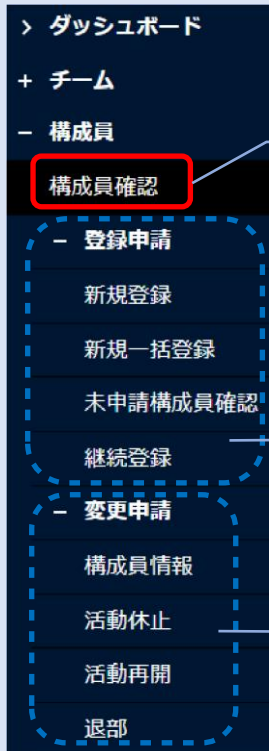 > ダッシュボード
+ チーム
− 構成員
構成員確認
− 登録申請
新規登録
新規一括登録
未申請構成員確認
継続登録
− 変更申請
構成員情報
活動休止
活動再開
退部